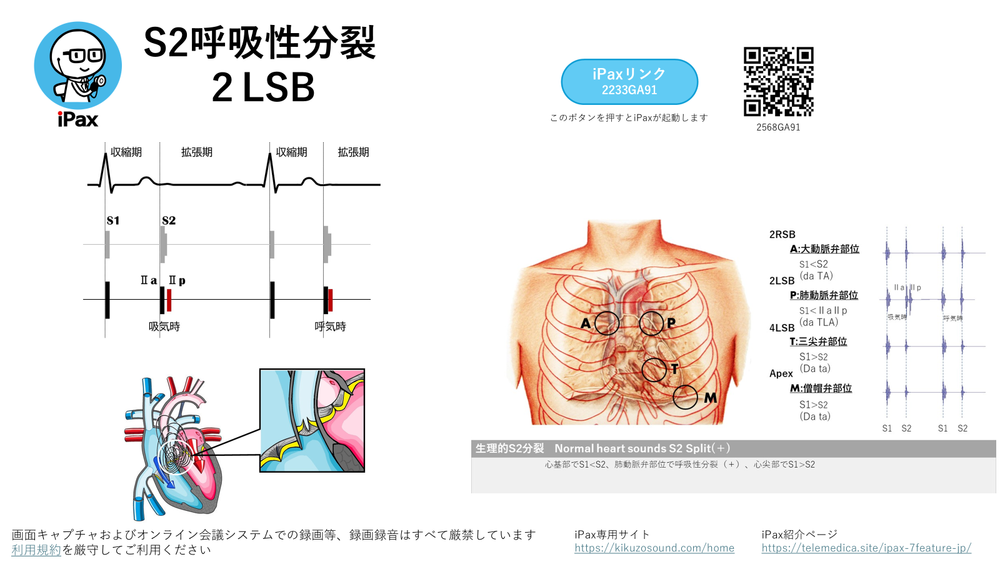 S2呼吸性分裂
2 LSB
iPax
iPaxリンク
2233GA91
このボタンを押すとiPaxが起動します
2568GA91
収縮期
拡張期
収縮期
拡張期
S1
S2
Ⅱa
Ⅱp
吸気時
呼気時
A
P
T
M
2RSB
A:大動脈弁部位
S1<S2
(da TA)
2LSB
P:肺動脈弁部位
S1<ⅡaⅡp
(da TLA)
4LSB
T:三尖弁部位
S1>S2
(Da ta)
Apex
M:僧帽弁部位
S1>S2
(Da ta)
Ⅱa
Ⅱp
吸気時
呼気時
S1
S2
S1
S2
生理的S2分裂 Normal heart sounds S2 Split(+)
心基部でS1<S2、肺動脈弁部位で呼吸性分裂（+）、心尖部でS1>S2
画面キャプチャおよびオンライン会議システムでの録画等、録画録音はすべて厳禁しています
利用規約を厳守してご利用ください
iPax専用サイト
https://kikuzosound.com/home
iPax紹介ページ
https://telemedica.site/ipax-7feature-jp/